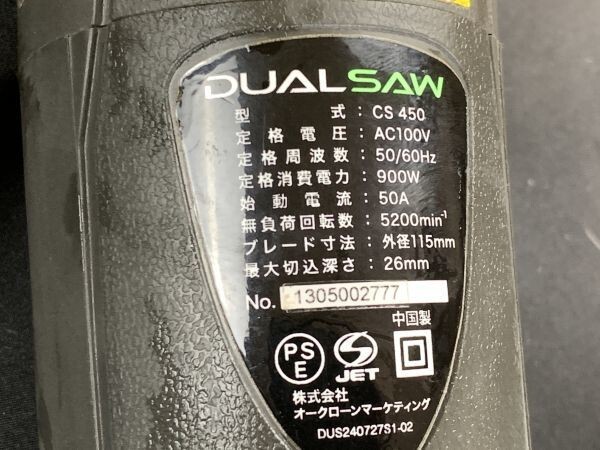 DUALSAW
型式：CS 450
定格電圧：AC100V
定格周波数：50/60Hz
定格消費電力：900W
始動電流：50A
無負荷回転数：5200min⁻¹
ブレード寸法：外径115mm
最大切込深さ：26mm
No. 1305002777
中国製
PS
E
JET
株式会社
オークローンマーケティング
DUS240727S1-02